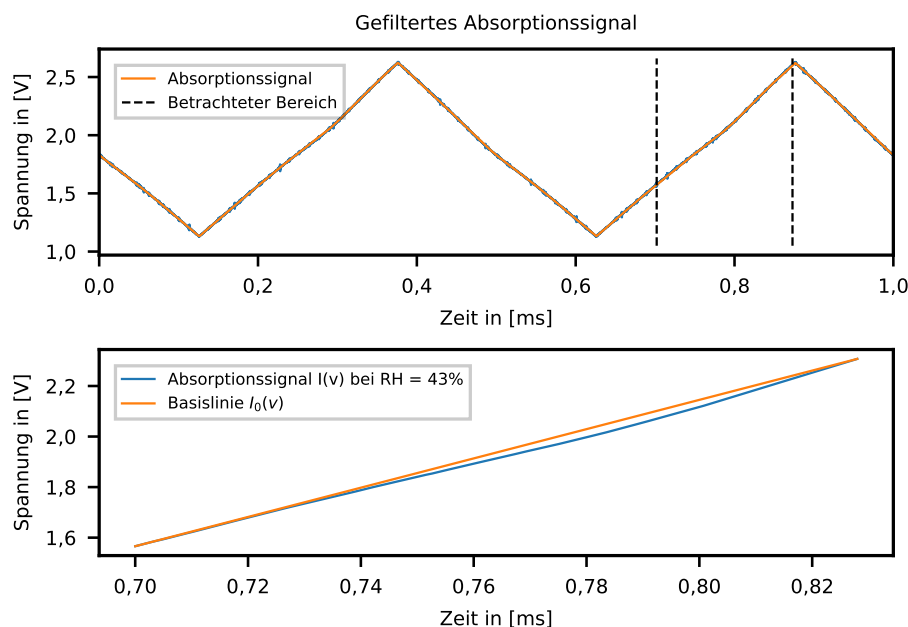 Gefiltertes Absorptionssignal
Spannung in [V]
2,5
2,0
1,5
1,0
Absorptionssignal
Betrachteter Bereich
0,0 0,2 0,4 0,6 0,8 1,0
Zeit in [ms]
Spannung in [V]
2,2
2,0
1,8
1,6
Absorptionssignal I(v) bei RH = 43%
Basislinie I₀(v)
0,70 0,72 0,74 0,76 0,78 0,80 0,82
Zeit in [ms]